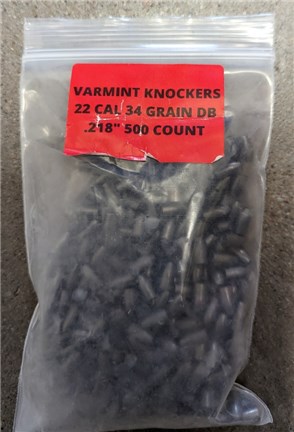 VARMINT KNOCKERS
22 CAL 34 GRAIN DB
.218" 500 COUNT